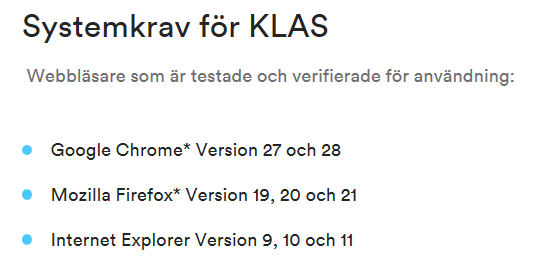 Systemkrav för KLAS
Webbläsare som är testade och verifierade för användning:
Google Chrome* Version 27 och 28
Mozilla Firefox* Version 19, 20 och 21
Internet Explorer Version 9, 10 och 11